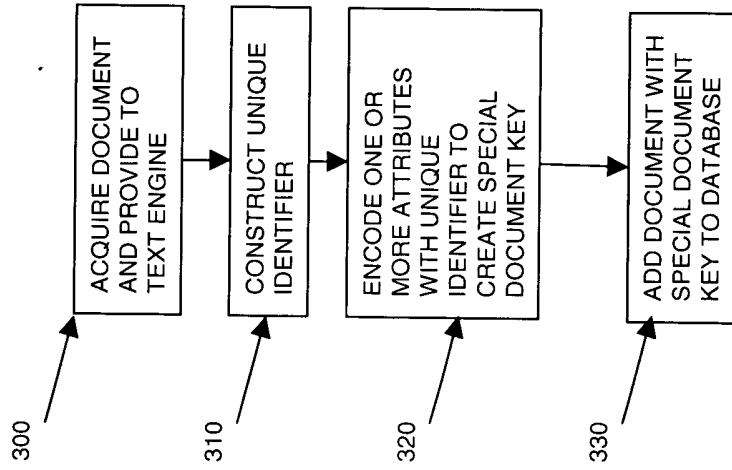 300
ACQUIRE DOCUMENT
AND PROVIDE TO
TEXT ENGINE
310
CONSTRUCT UNIQUE
IDENTIFIER
320
ENCODE ONE OR
MORE ATTRIBUTES
WITH UNIQUE
IDENTIFIER TO
CREATE SPECIAL
DOCUMENT KEY
330
ADD DOCUMENT WITH
SPECIAL DOCUMENT
KEY TO DATABASE